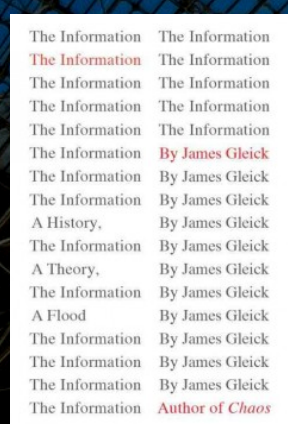 The Information The Information
The Information The Information
The Information The Information
The Information The Information
The Information The Information
The Information By James Gleick
The Information By James Gleick
The Information By James Gleick
A History, By James Gleick
The Information By James Gleick
A Theory, By James Gleick
The Information By James Gleick
A Flood By James Gleick
The Information By James Gleick
The Information By James Gleick
The Information By James Gleick
The Information Author of Chaos